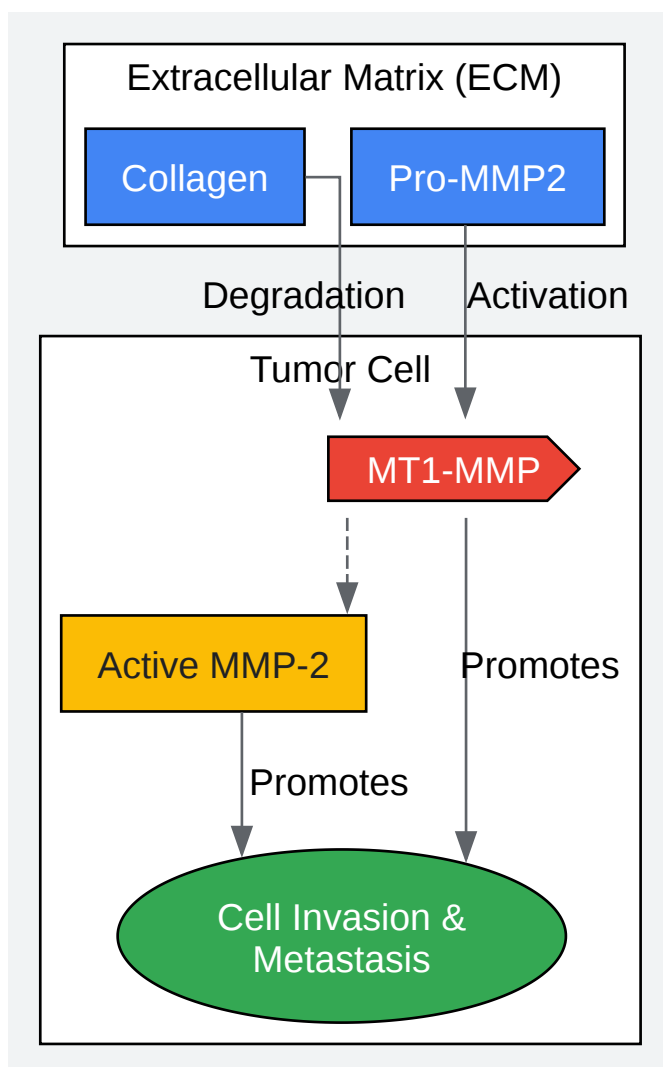 Extracellular Matrix (ECM)
Collagen
Pro-MMP2
Degradation
Activation
Tumor Cell
MT1-MMP
Active MMP-2
Promotes
Promotes
Cell Invasion &
Metastasis